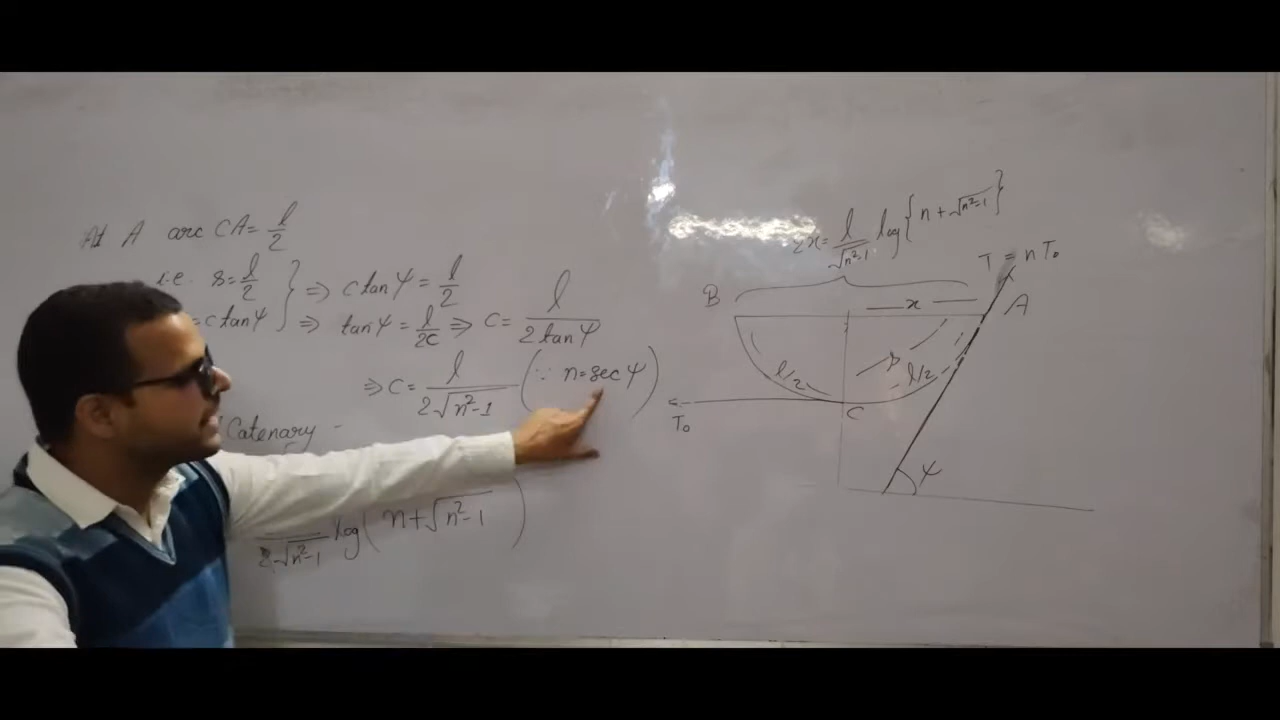 At A arc CA = l/2
i.e. s = l/2 } ⇒ c tan ψ = l/2
= c tan ψ } ⇒ tan ψ = l/2c ⇒ c = l/2 tan ψ
⇒ c = l/2√n²-1 (∵ n = sec ψ)
Catenary -
2√n²-1 log( n + √n²-1 )
2x = l/√n²-1 log{ n + √n²-1 }
T = nT₀
B
x
A
l/2
l/2
C
T₀
ψ